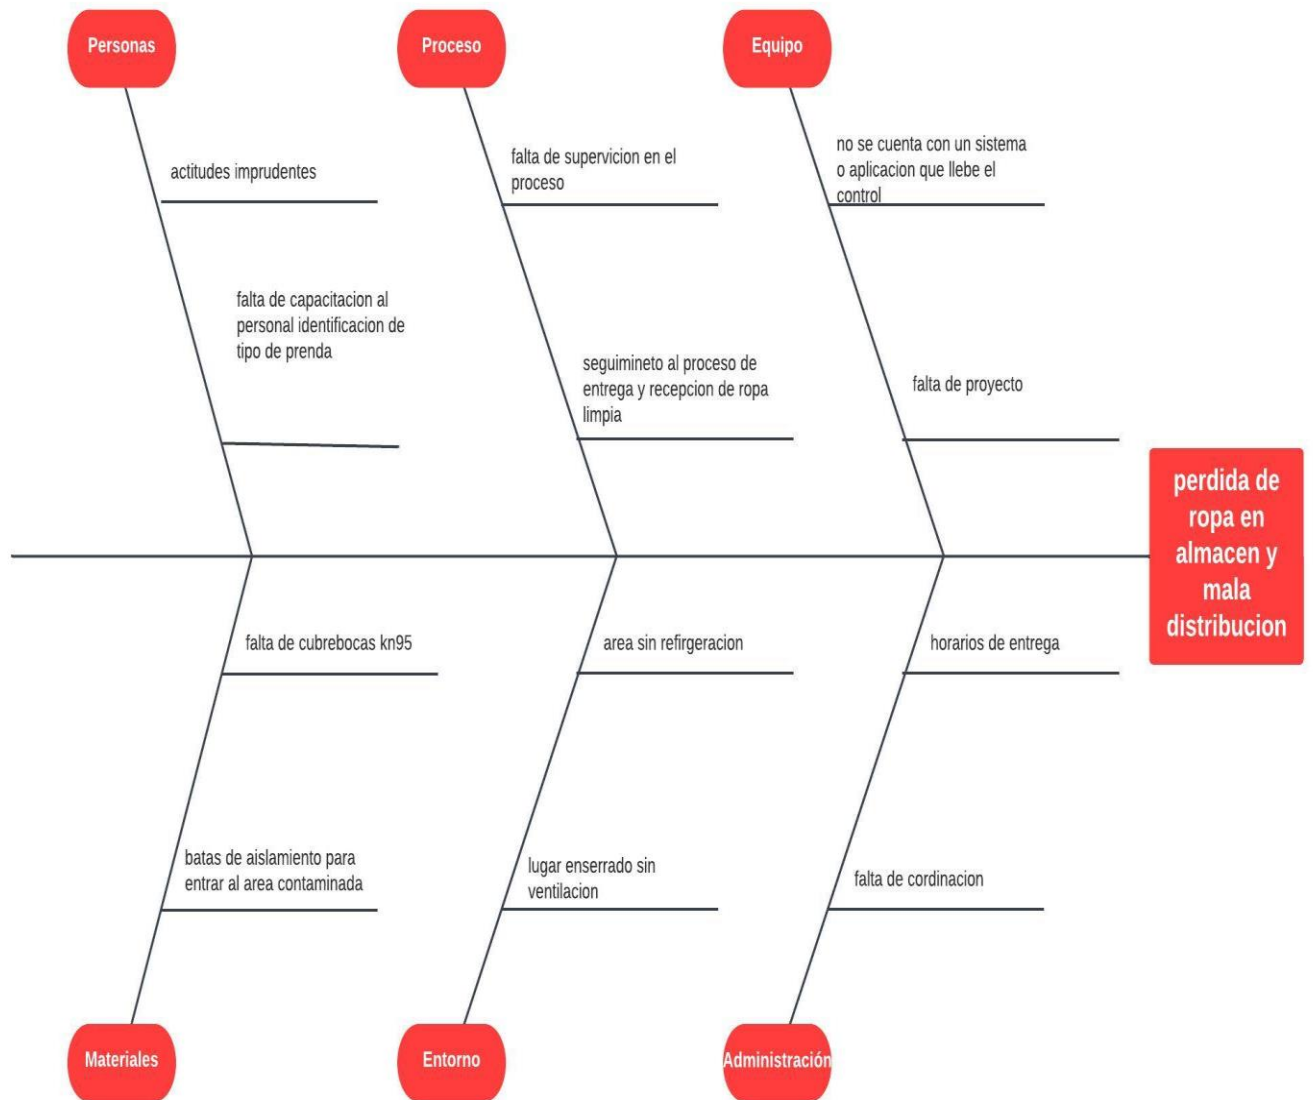 Personas
Proceso
Equipo
actitudes imprudentes
falta de supervicion en el
proceso
no se cuenta con un sistema
o aplicacion que llebe el
control
falta de capacitacion al
personal identificacion de
tipo de prenda
seguimineto al proceso de
entrega y recepcion de ropa
limpia
falta de proyecto
perdida de
ropa en
almacen y
mala
distribucion
falta de cubrebocas kn95
area sin refirgeracion
horarios de entrega
batas de aislamiento para
entrar al area contaminada
lugar enserrado sin
ventilacion
falta de cordinacion
Materiales
Entorno
Administración